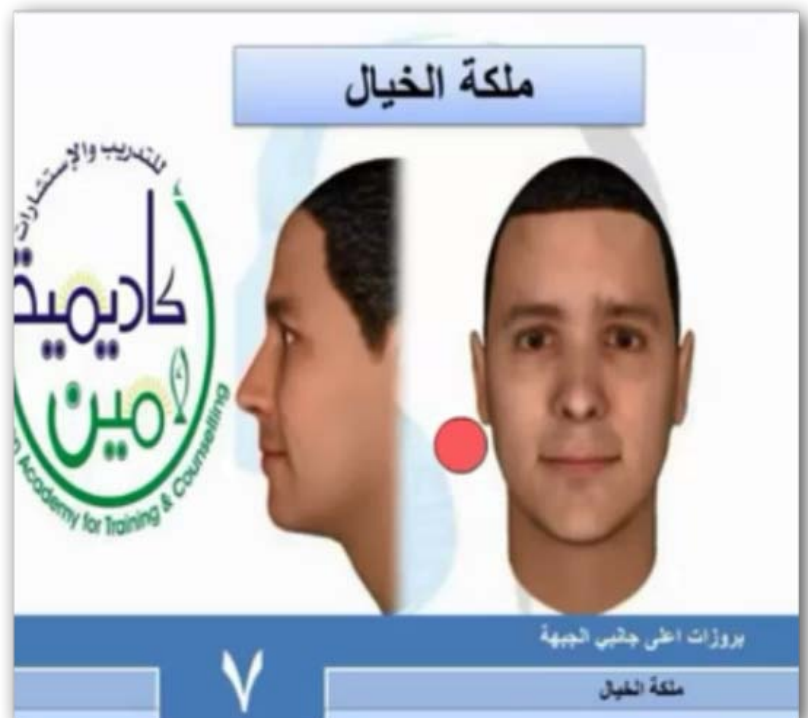 ملكة الخيال
للتدريب والإستشارات
أكاديمية
أمين
Academy for Training & Counselling
بروزات اعلى جانبي الجبهة
٧
ملكة الخيال